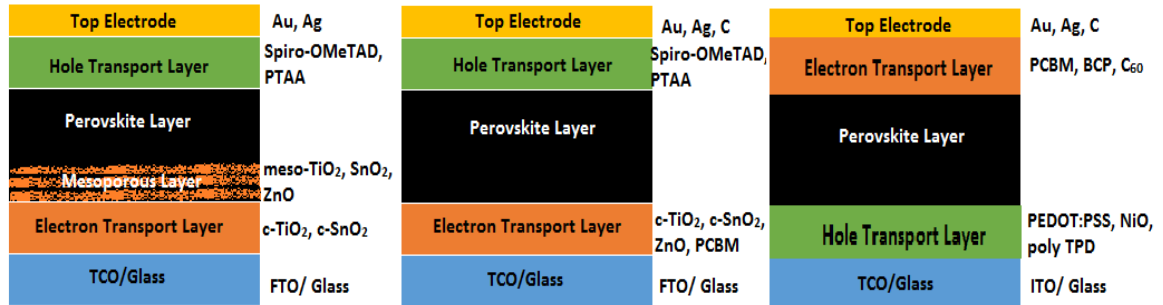 Top Electrode
Au, Ag
Hole Transport Layer
Spiro-OMeTAD,
PTAA
Perovskite Layer
Mesoporous Layer
meso-TiO₂, SnO₂,
ZnO
Electron Transport Layer
c-TiO₂, c-SnO₂
TCO/Glass
FTO/ Glass
Top Electrode
Au, Ag, C
Hole Transport Layer
Spiro-OMeTAD,
PTAA
Perovskite Layer
Electron Transport Layer
c-TiO₂, c-SnO₂,
ZnO, PCBM
TCO/Glass
FTO/ Glass
Top Electrode
Au, Ag, C
Electron Transport Layer
PCBM, BCP, C₆₀
Perovskite Layer
Hole Transport Layer
PEDOT:PSS, NiO,
poly TPD
TCO/Glass
ITO/ Glass